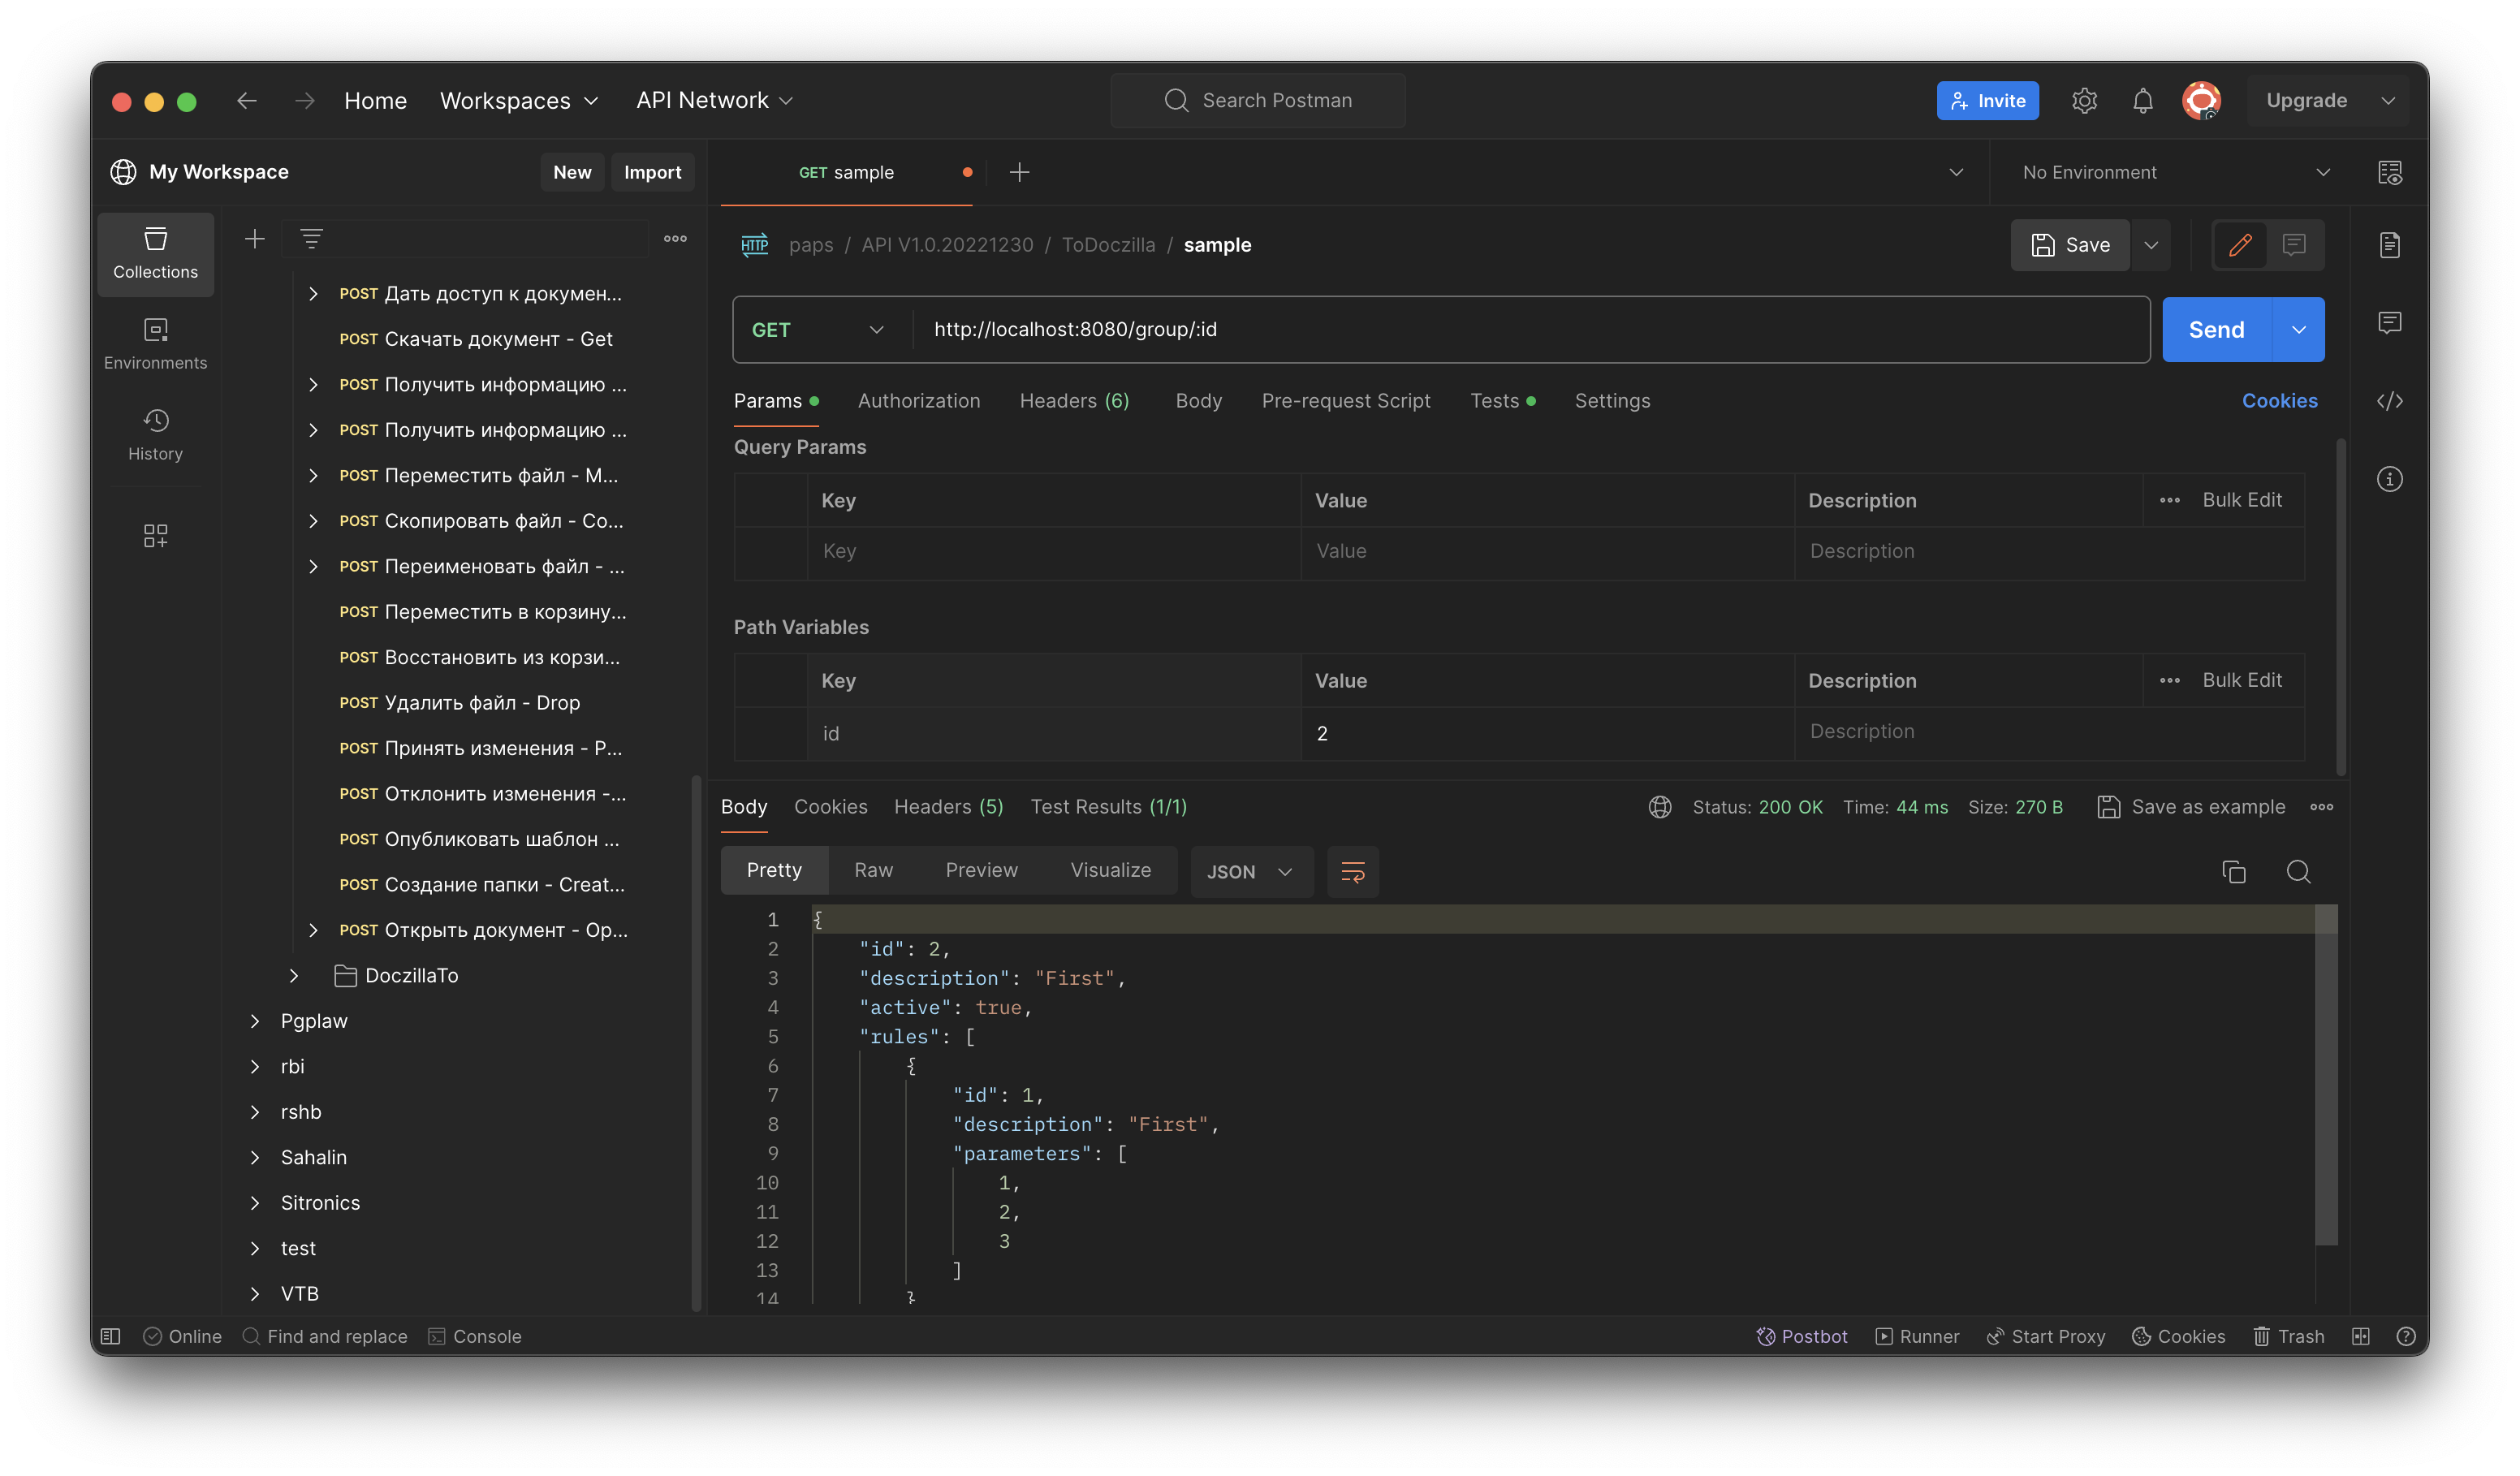 Home Workspaces API Network Search Postman Invite Upgrade
My Workspace New Import
GET sample No Environment
Collections
Environments
History
POST Дать доступ к докумен...
POST Скачать документ - Get
POST Получить информацию ...
POST Получить информацию ...
POST Переместить файл - M...
POST Скопировать файл - Co...
POST Переименовать файл - ...
POST Переместить в корзину...
POST Восстановить из корзи...
POST Удалить файл - Drop
POST Принять изменения - P...
POST Отклонить изменения -...
POST Опубликовать шаблон ...
POST Создание папки - Creat...
POST Открыть документ - Op...
DoczillaTo
Pgplaw
rbi
rshb
Sahalin
Sitronics
test
VTB
HTTP paps / API V1.0.20221230 / ToDoczilla / sample Save
GET http://localhost:8080/group/:id Send
Params Authorization Headers (6) Body Pre-request Script Tests Settings Cookies
Query Params
Key Value Description Bulk Edit
Key Value Description
Path Variables
Key Value Description Bulk Edit
id 2 Description
Body Cookies Headers (5) Test Results (1/1) Status: 200 OK Time: 44 ms Size: 270 B Save as example
Pretty Raw Preview Visualize JSON
1 {
2 "id": 2,
3 "description": "First",
4 "active": true,
5 "rules": [
6 {
7 "id": 1,
8 "description": "First",
9 "parameters": [
10 1,
11 2,
12 3
13 ]
14 }
Online Find and replace Console Postbot Runner Start Proxy Cookies Trash